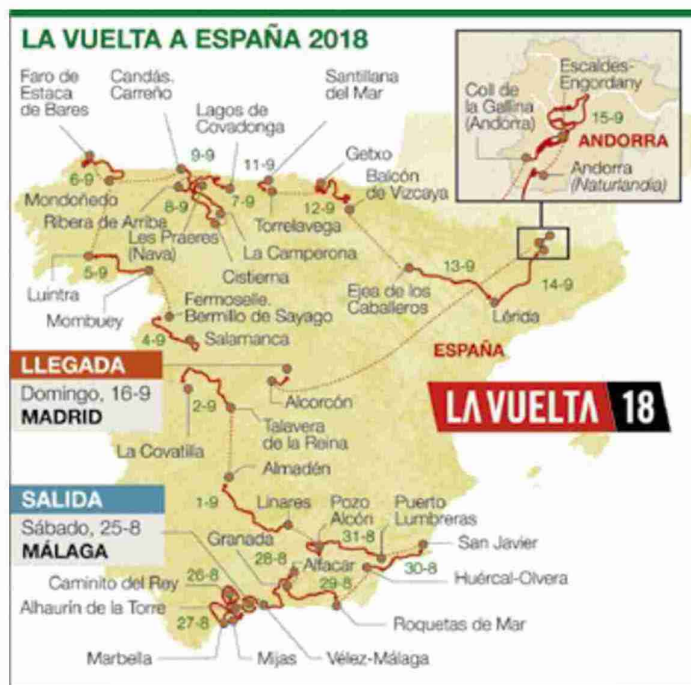 LA VUELTA A ESPAÑA 2018
Faro de
Estaca
de Bares
Candás.
Carreño
Lagos de
Covadonga
Santillana
del Mar
Getxo
Balcón
de Vizcaya
Coll de
la Gallina
(Andorra)
Escaldes-
Engordany
15-9
ANDORRA
Andorra
(Naturlandia)
6-9
9-9
11-9
Mondoñedo
8-9
7-9
Torrelavega
12-9
Ribera de Arriba
Les Praeres
(Nava)
La Camperona
Cistierna
5-9
Luintra
Mombuey
Fermoselle.
Bermillo de Sayago
4-9
Salamanca
Ejea de los
Caballeros
13-9
14-9
Lérida
ESPAÑA
LLEGADA
Domingo, 16-9
MADRID
Alcorcón
LA VUELTA 18
2-9
La Covatilla
Talavera
de la Reina
Almadén
SALIDA
Sábado, 25-8
MÁLAGA
1-9
Linares
Pozo
Alcón
Puerto
Lumbreras
31-8
San Javier
Granada
28-8
Alfacar
29-8
30-8
Huércal-Olvera
Caminito del Rey
26-8
Alhaurín de la Torre
27-8
Roquetas de Mar
Marbella
Mijas
Vélez-Málaga